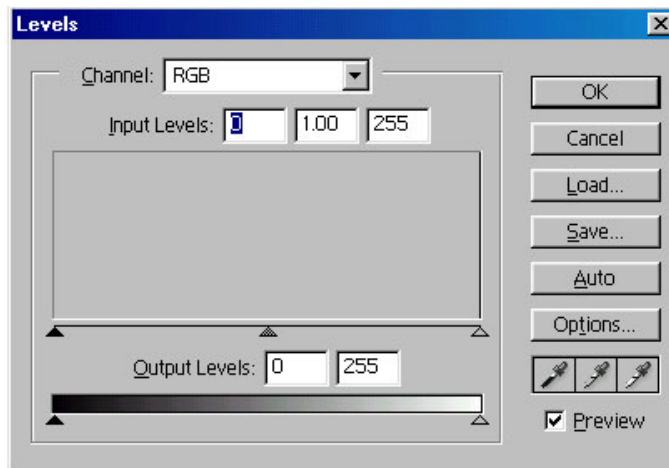 Levels
Channel: RGB
Input Levels: 0 1.00 255
Output Levels: 0 255
OK
Cancel
Load...
Save...
Auto
Options...
Preview